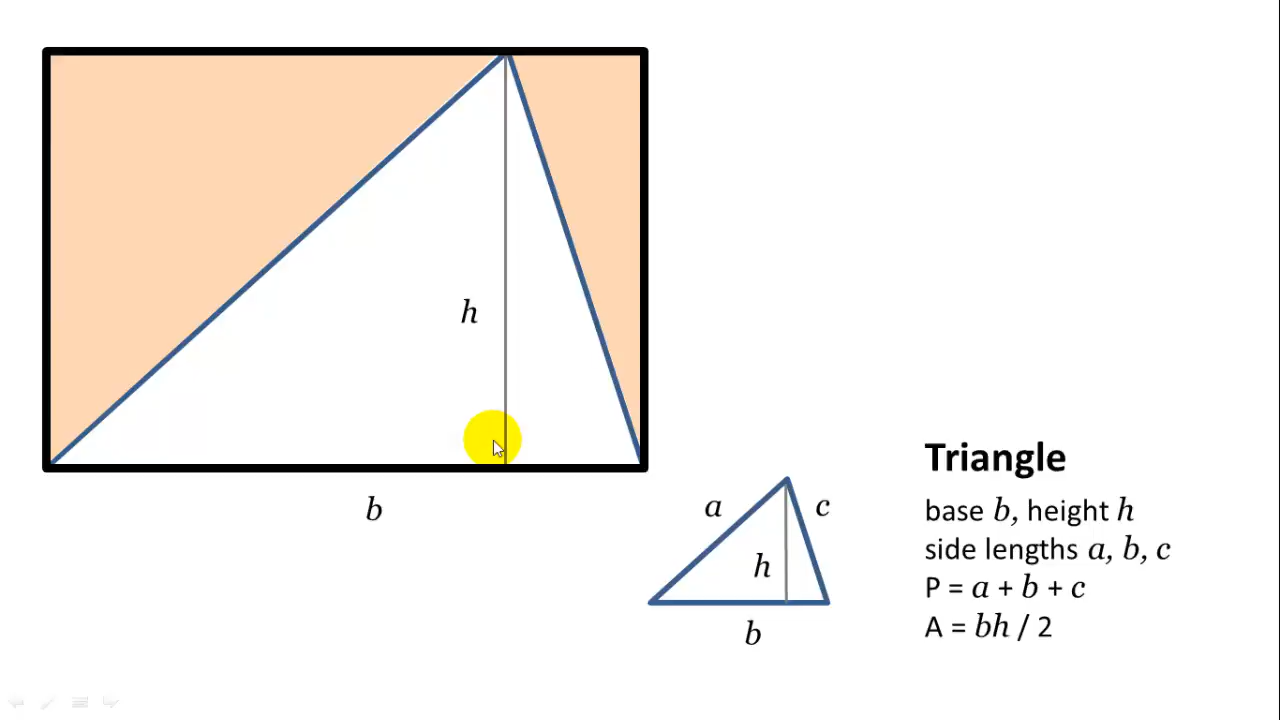 h
b
a
c
h
b
Triangle
base b, height h
side lengths a, b, c
P = a + b + c
A = bh / 2